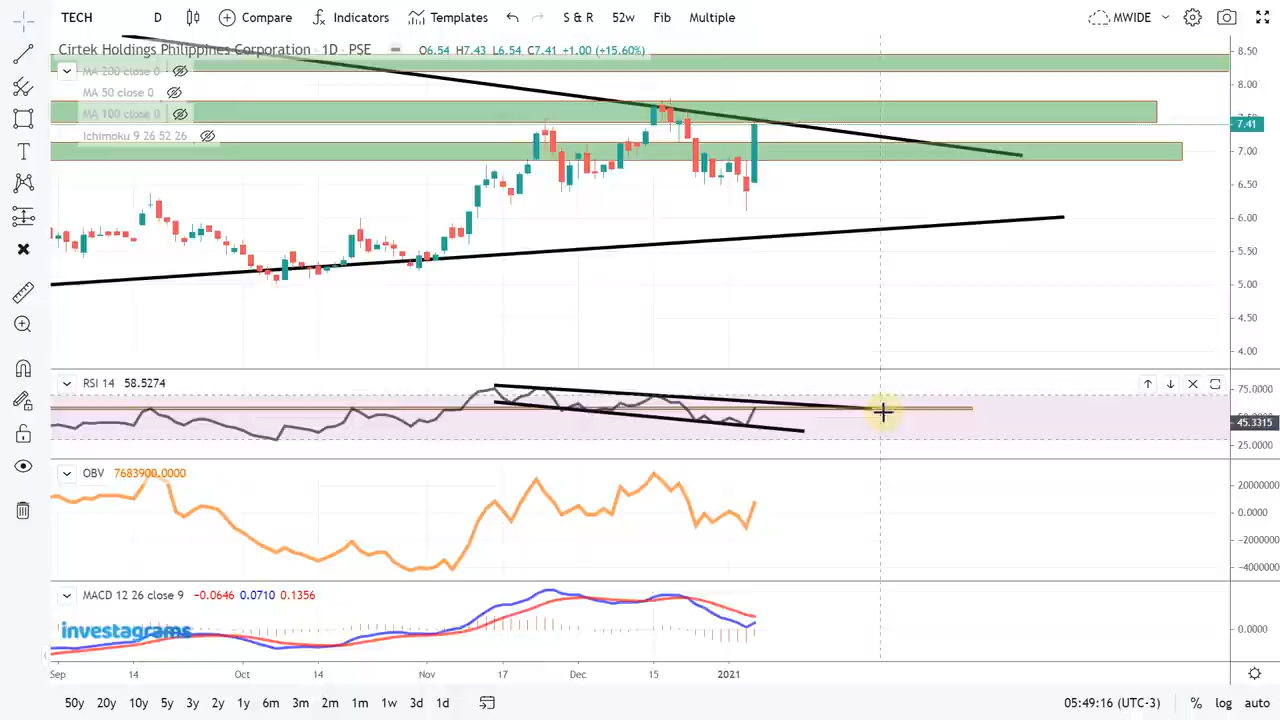 TECH D Compare Indicators Templates S & R 52w Fib Multiple MWIDE
Cirtek Holdings Philippines Corporation · 1D · PSE O6.54 H7.43 L6.54 C7.41 +1.00 (+15.60%)
MA 200 close 0
MA 50 close 0
MA 100 close 0
Ichimoku 9 26 52 26
8.50
8.00
7.41
7.00
6.50
6.00
5.50
5.00
4.50
4.00
RSI 14 58.5274
75.0000
45.3315
25.0000
OBV 7683900.0000
20000000
0.0000
−2000000
−4000000
MACD 12 26 close 9 −0.0646 0.0710 0.1356
0.0000
investagrams
Sep 14 Oct 14 Nov 17 Dec 15 2021
50y 20y 10y 5y 3y 2y 1y 6m 3m 2m 1m 1w 3d 1d 05:49:16 (UTC-3) % log auto